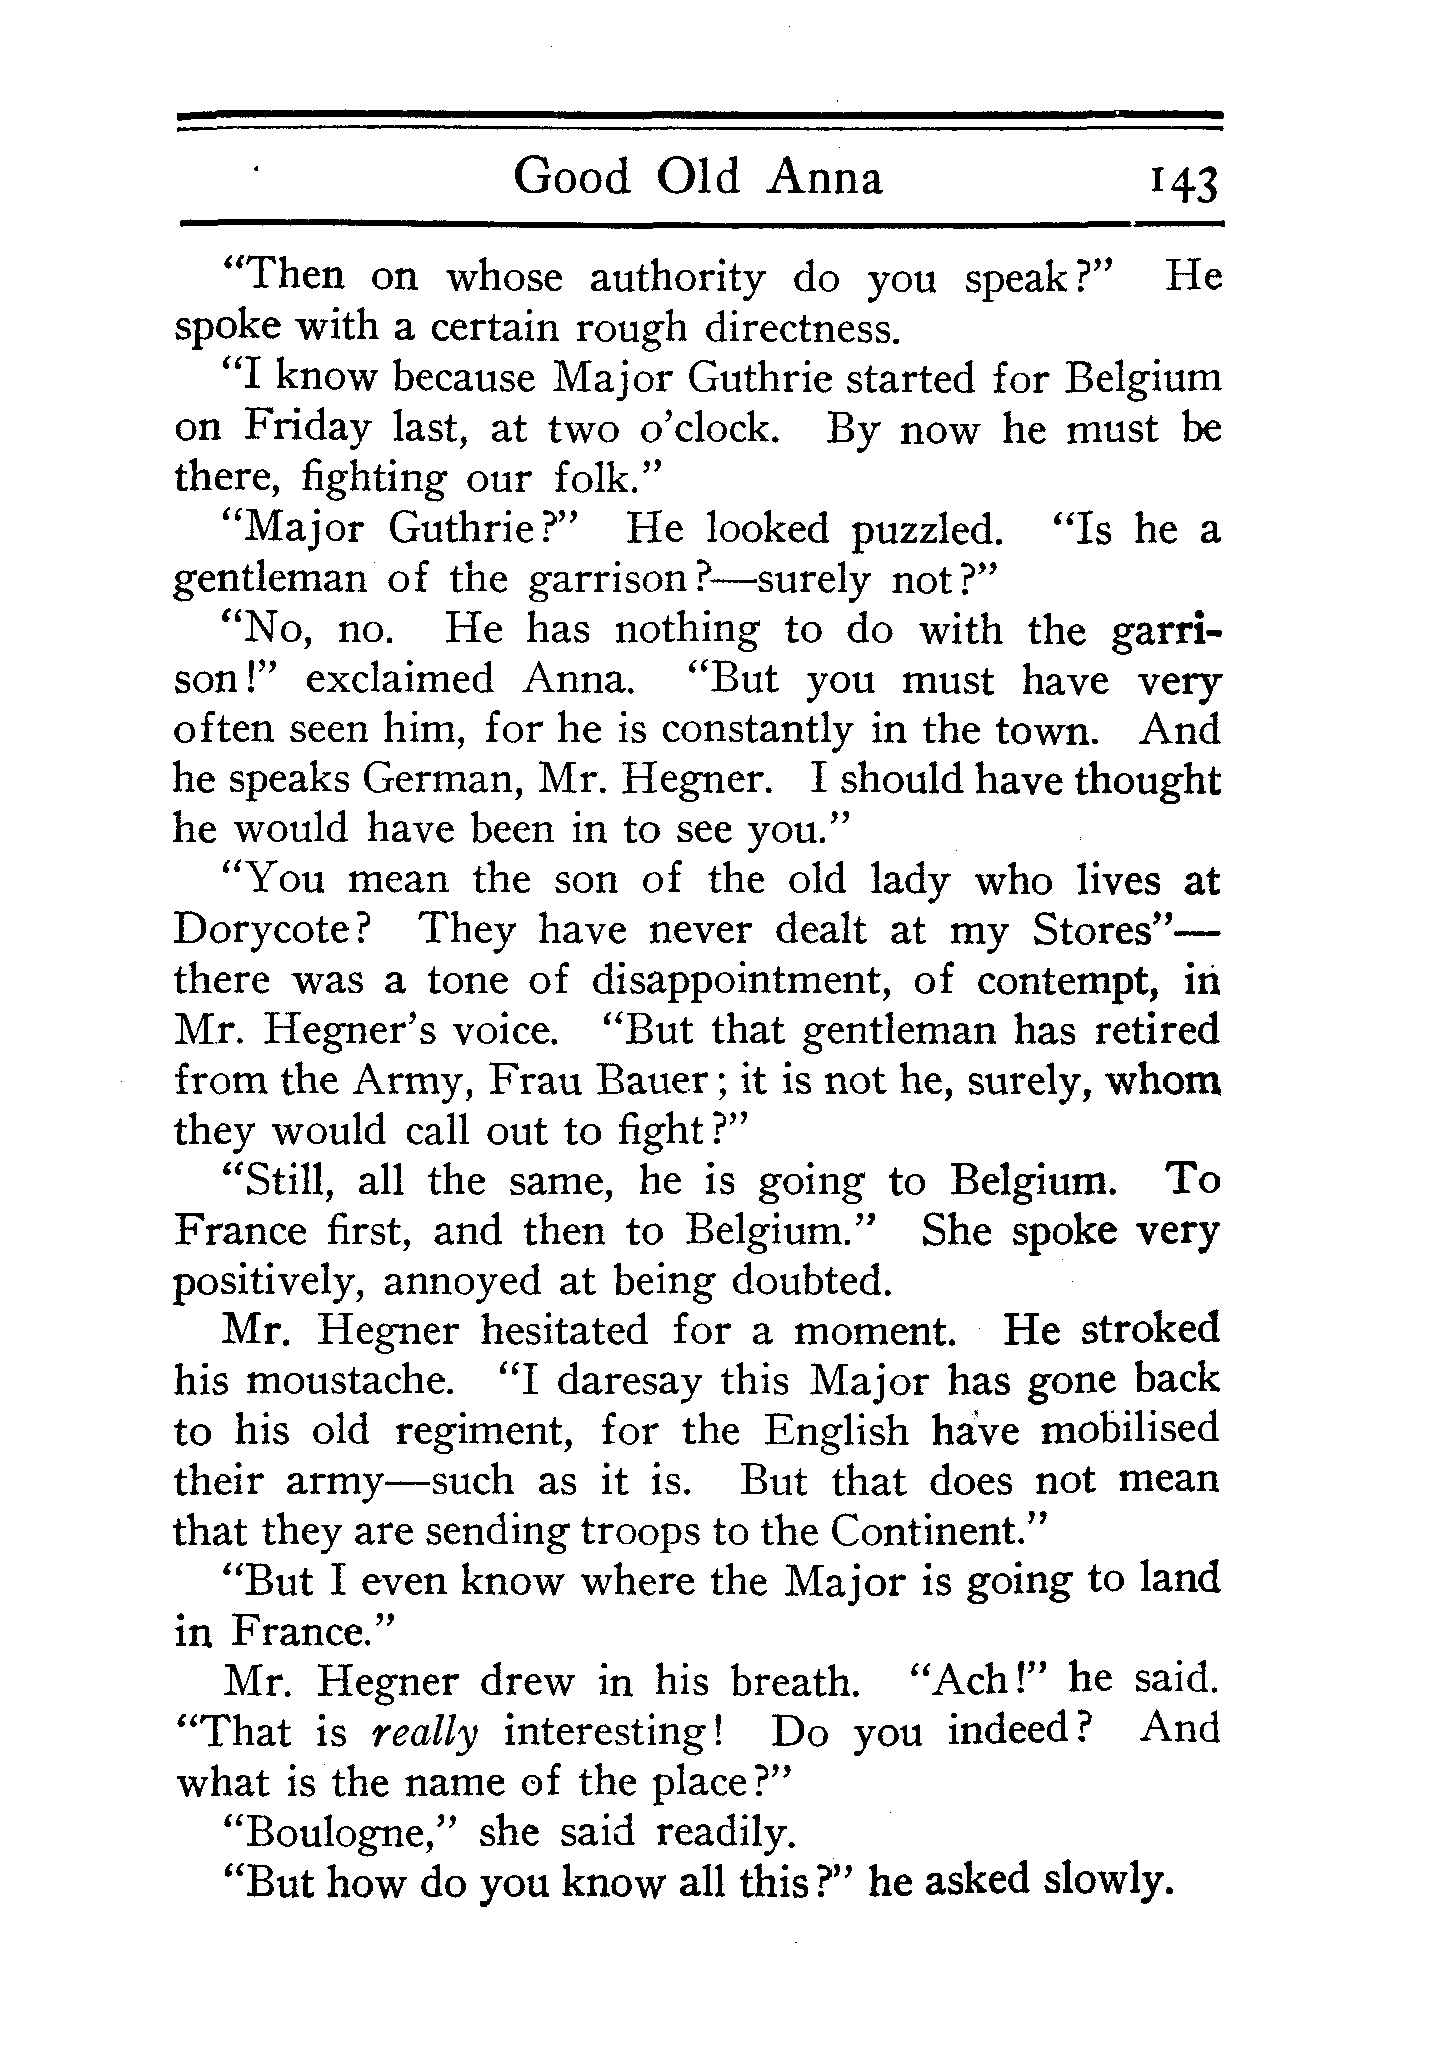 Good Old Anna 143
“Then on whose authority do you speak?” He
spoke with a certain rough directness.
“I know because Major Guthrie started for Belgium
on Friday last, at two o’clock. By now he must be
there, fighting our folk.”
“Major Guthrie?” He looked puzzled. “Is he a
gentleman of the garrison?—surely not?”
“No, no. He has nothing to do with the garri-
son!” exclaimed Anna. “But you must have very
often seen him, for he is constantly in the town. And
he speaks German, Mr. Hegner. I should have thought
he would have been in to see you.”
“You mean the son of the old lady who lives at
Dorycote? They have never dealt at my Stores”—
there was a tone of disappointment, of contempt, in
Mr. Hegner’s voice. “But that gentleman has retired
from the Army, Frau Bauer; it is not he, surely, whom
they would call out to fight?”
“Still, all the same, he is going to Belgium. To
France first, and then to Belgium.” She spoke very
positively, annoyed at being doubted.
Mr. Hegner hesitated for a moment. He stroked
his moustache. “I daresay this Major has gone back
to his old regiment, for the English have mobilised
their army—such as it is. But that does not mean
that they are sending troops to the Continent.”
“But I even know where the Major is going to land
in France.”
Mr. Hegner drew in his breath. “Ach!” he said.
“That is really interesting! Do you indeed? And
what is the name of the place?”
“Boulogne,” she said readily.
“But how do you know all this?” he asked slowly.